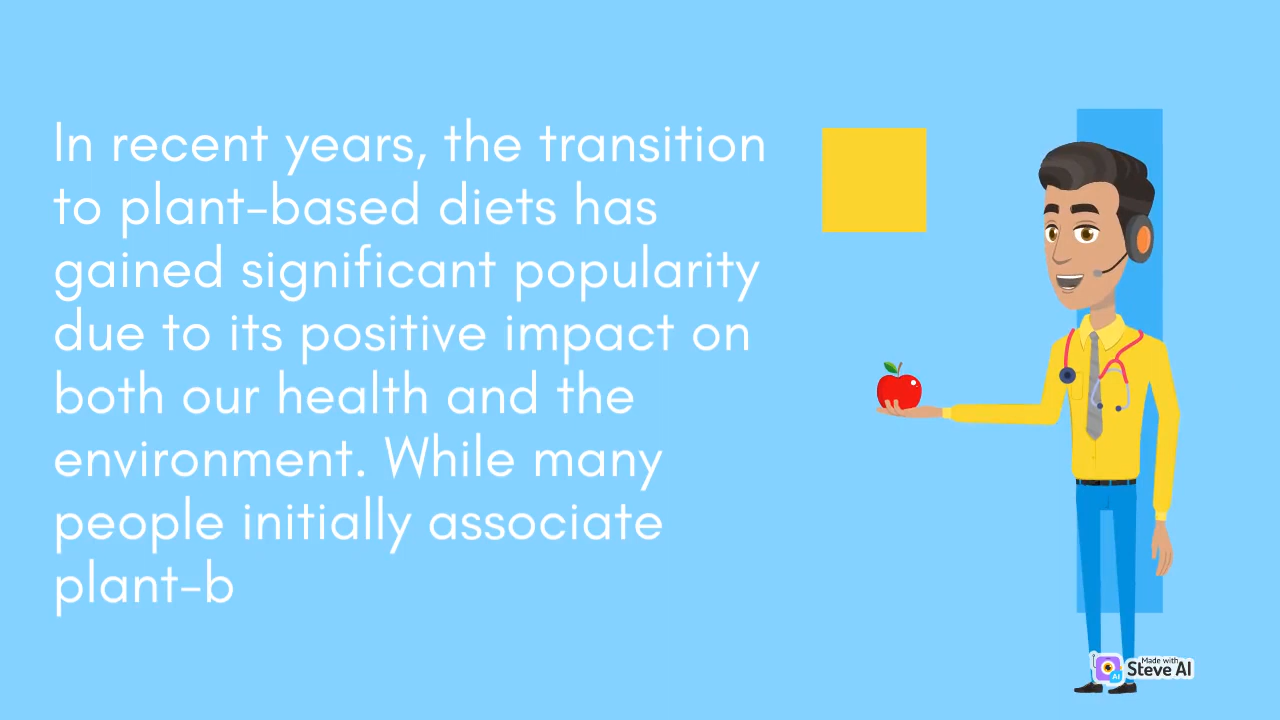 In recent years, the transition
to plant-based diets has
gained significant popularity
due to its positive impact on
both our health and the
environment. While many
people initially associate
plant-b
Made with
Steve AI
AI